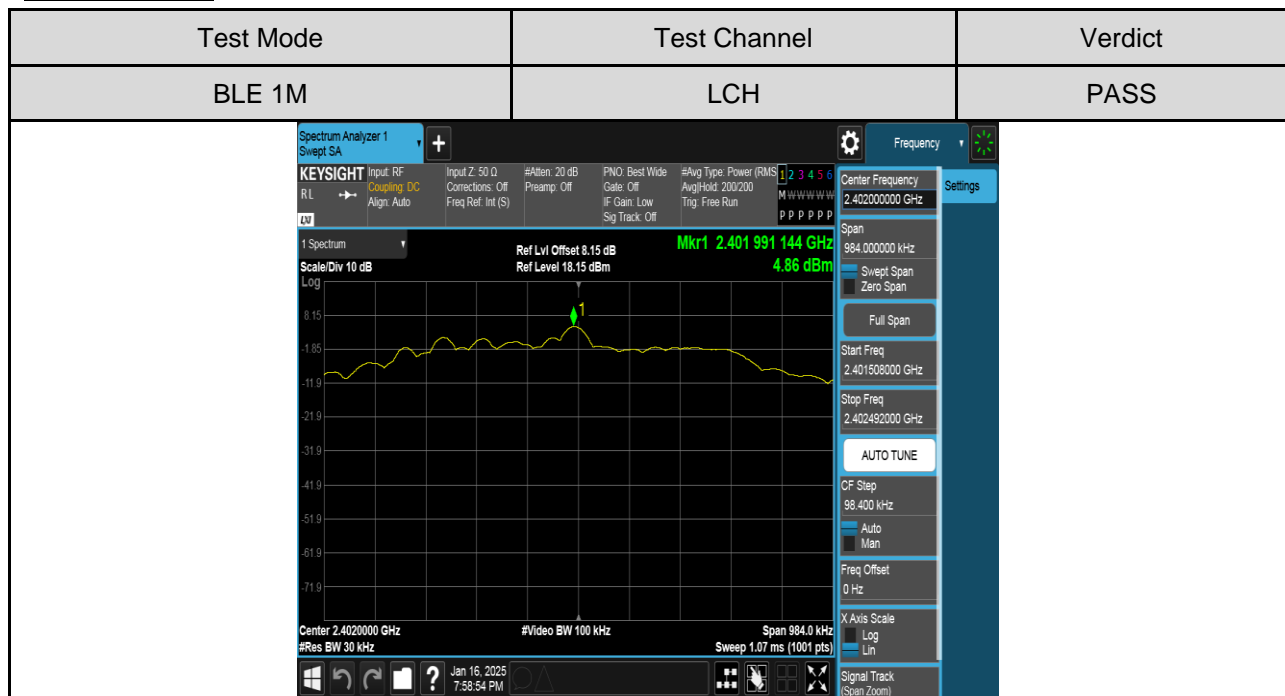 Test Mode Test Channel Verdict
BLE 1M LCH PASS
Spectrum Analyzer 1
Swept SA
+
Frequency
KEYSIGHT Input: RF Input Z: 50 Ω #Atten: 20 dB PNO: Best Wide #Avg Type: Power (RMS 1 2 3 4 5 6
RL Coupling: DC Corrections: Off Preamp: Off Gate: Off Avg|Hold: 200/200 M W W W W W
Align: Auto Freq Ref: Int (S) IF Gain: Low Trig: Free Run
LXI Sig Track: Off P P P P P P
Center Frequency
2.402000000 GHz
Settings
1 Spectrum
Ref Lvl Offset 8.15 dB
Mkr1 2.401 991 144 GHz
Scale/Div 10 dB Ref Level 18.15 dBm 4.86 dBm
Log
1
8.15
-1.85
-11.9
-21.9
-31.9
-41.9
-51.9
-61.9
-71.9
Center 2.4020000 GHz #Video BW 100 kHz Span 984.0 kHz
#Res BW 30 kHz Sweep 1.07 ms (1001 pts)
Span
984.000000 kHz
Swept Span
Zero Span
Full Span
Start Freq
2.401508000 GHz
Stop Freq
2.402492000 GHz
AUTO TUNE
CF Step
98.400 kHz
Auto
Man
Freq Offset
0 Hz
X Axis Scale
Log
Lin
Signal Track
(Span Zoom)
?
Jan 16, 2025
7:58:54 PM